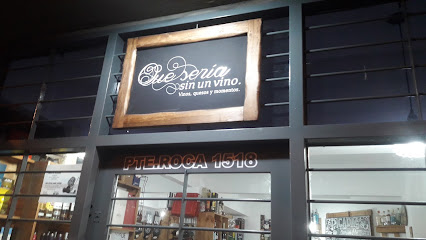 Que sería
sin un vino.
Vinos, quesos y momentos.
PTE.ROCA 1518